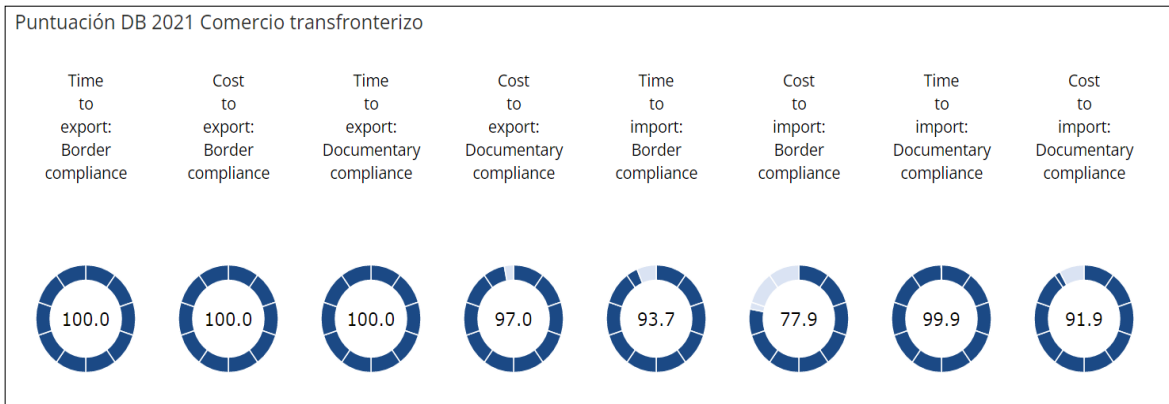 Puntuación DB 2021 Comercio transfronterizo
Time
to
export:
Border
compliance
Cost
to
export:
Border
compliance
Time
to
export:
Documentary
compliance
Cost
to
export:
Documentary
compliance
Time
to
import:
Border
compliance
Cost
to
import:
Border
compliance
Time
to
import:
Documentary
compliance
Cost
to
import:
Documentary
compliance
100.0
100.0
100.0
97.0
93.7
77.9
99.9
91.9